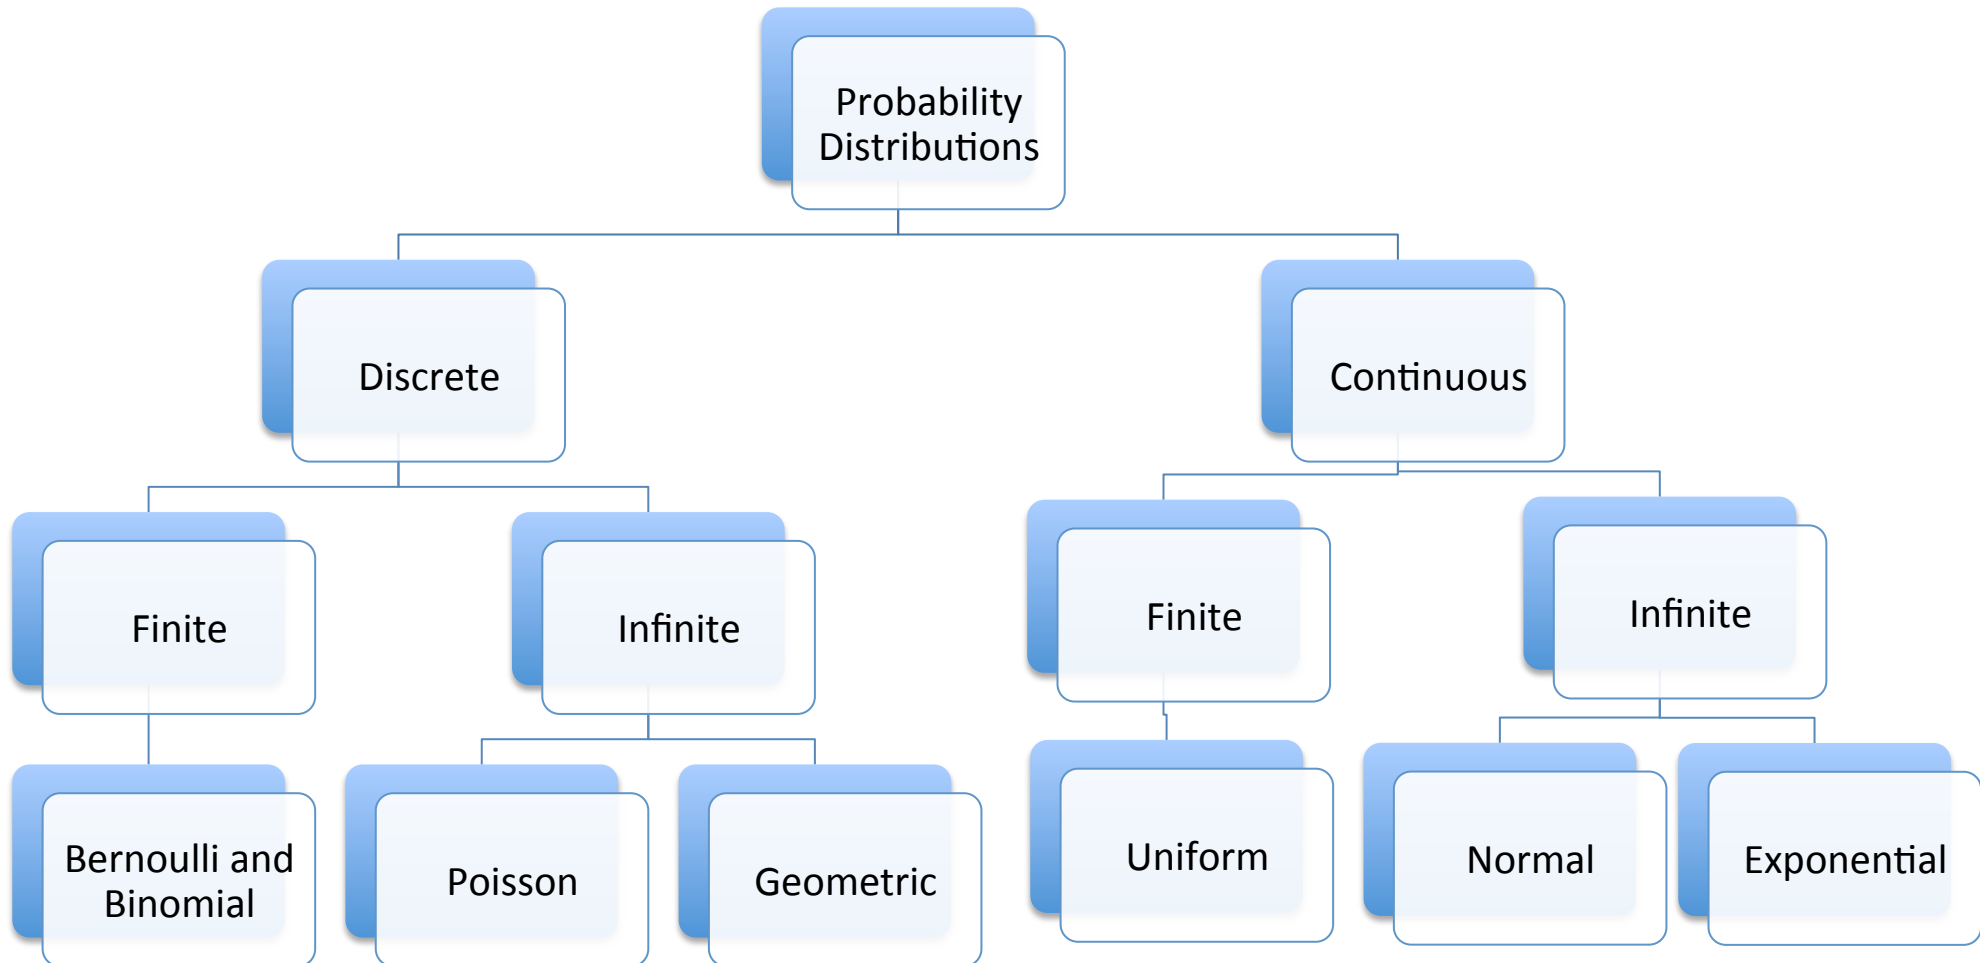 Probability
Distributions
Discrete
Continuous
Finite
Infinite
Finite
Infinite
Bernoulli and
Binomial
Poisson
Geometric
Uniform
Normal
Exponential